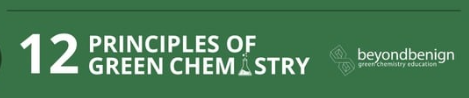 12 PRINCIPLES OF
GREEN CHEMISTRY
beyondbenign
green chemistry education